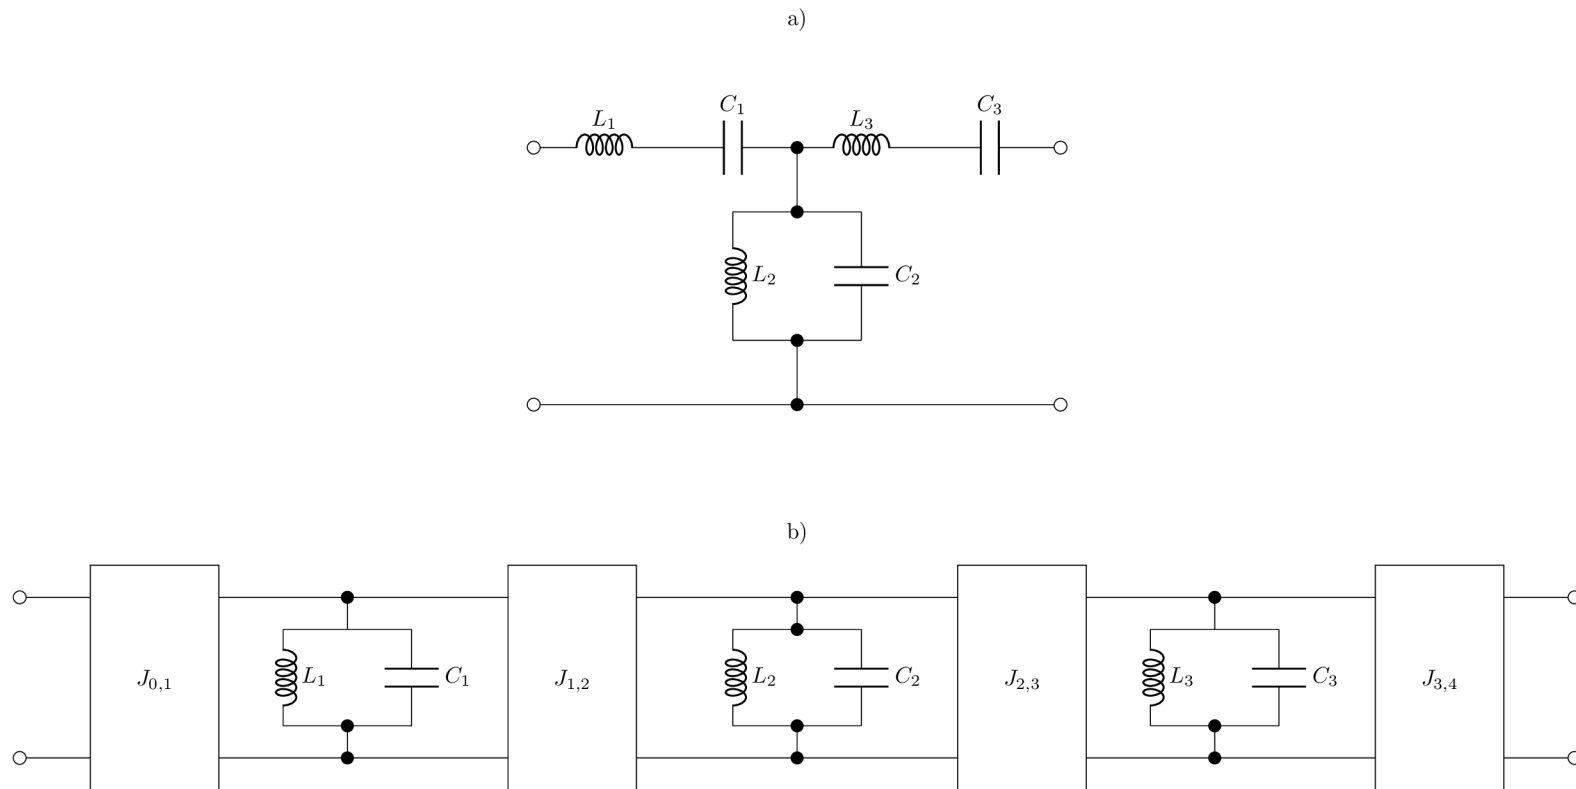 a)
L₁ C₁ L₃ C₃
L₂ C₂
b)
J₀,₁ L₁ C₁ J₁,₂ L₂ C₂ J₂,₃ L₃ C₃ J₃,₄